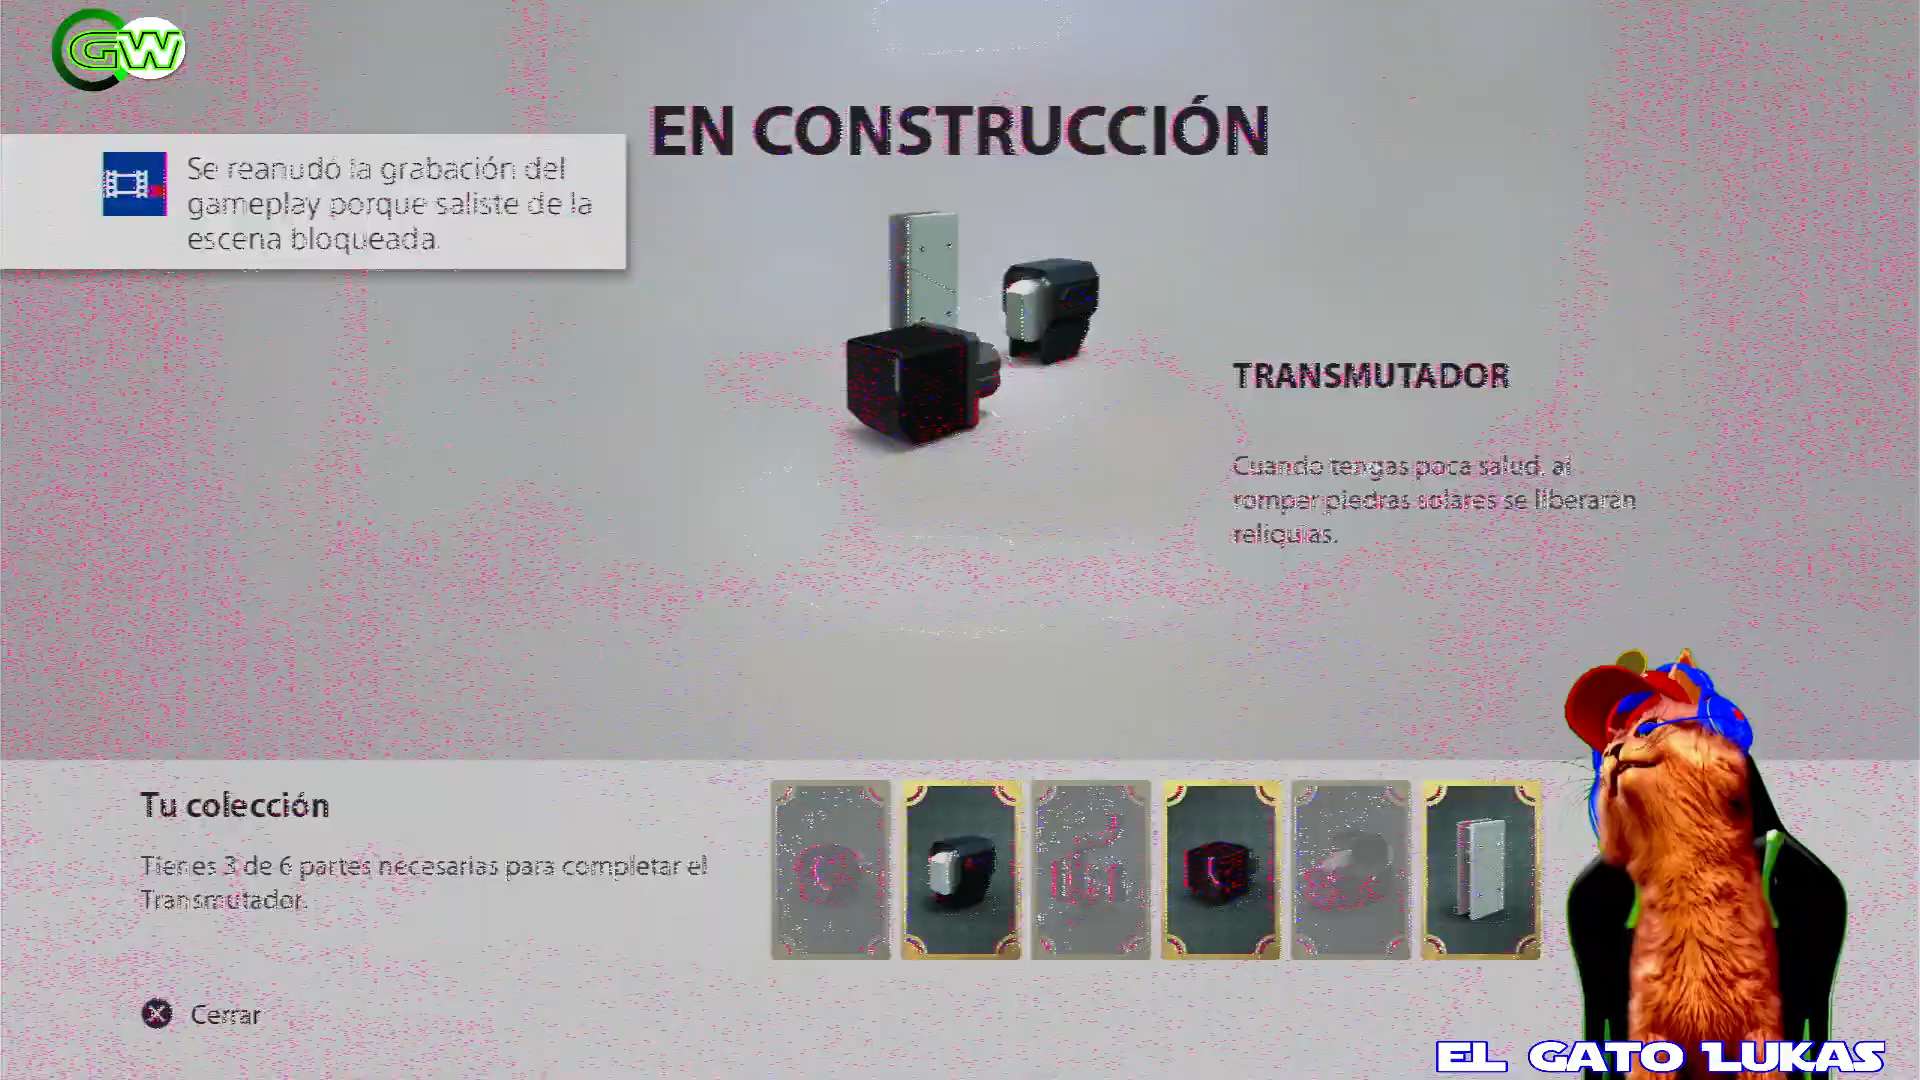 GW
EN CONSTRUCCIÓN
Se reanudó la grabación del
gameplay porque saliste de la
escena bloqueada.
TRANSMUTADOR
Cuando tengas poca salud, al
romper piedras solares se liberarán
reliquias.
Tu colección
Tienes 3 de 6 partes necesarias para completar el
Transmutador.
Cerrar
EL GATO LUKAS